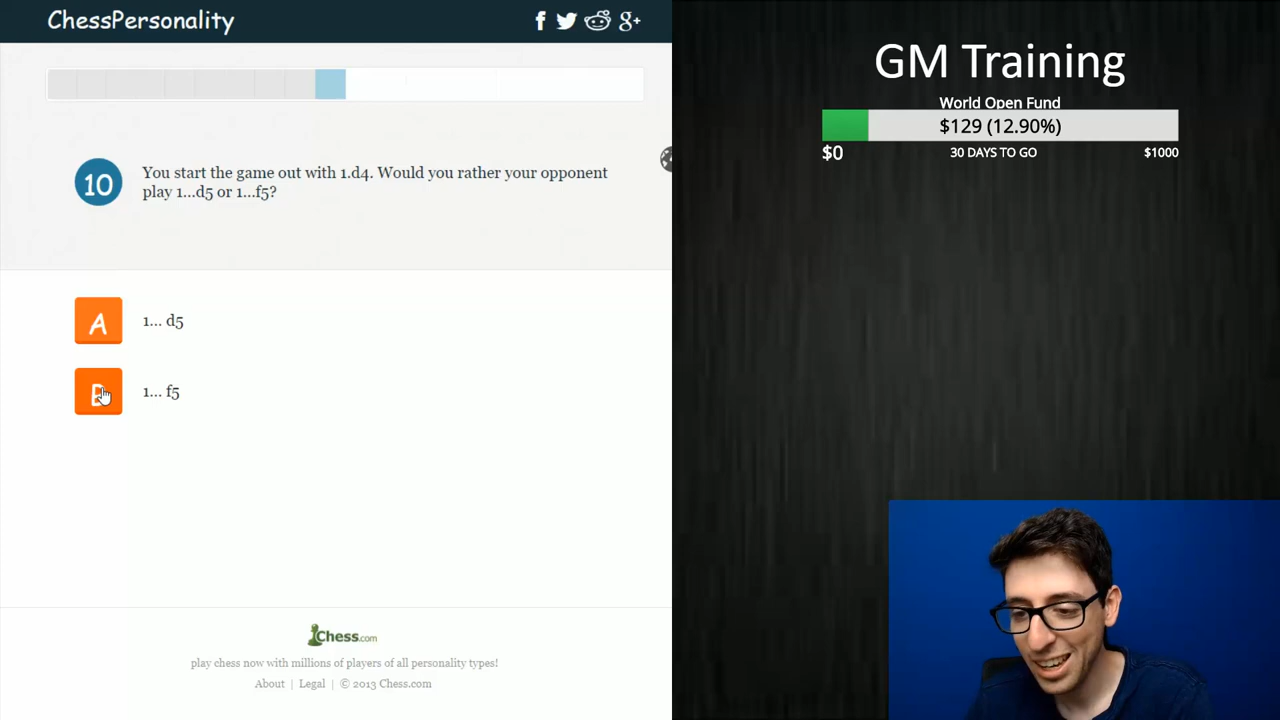 ChessPersonality
10
You start the game out with 1.d4. Would you rather your opponent
play 1...d5 or 1...f5?
A
1... d5
B
1... f5
Chess.com
play chess now with millions of players of all personality types!
About | Legal | © 2013 Chess.com
GM Training
World Open Fund
$129 (12.90%)
$0
30 DAYS TO GO
$1000